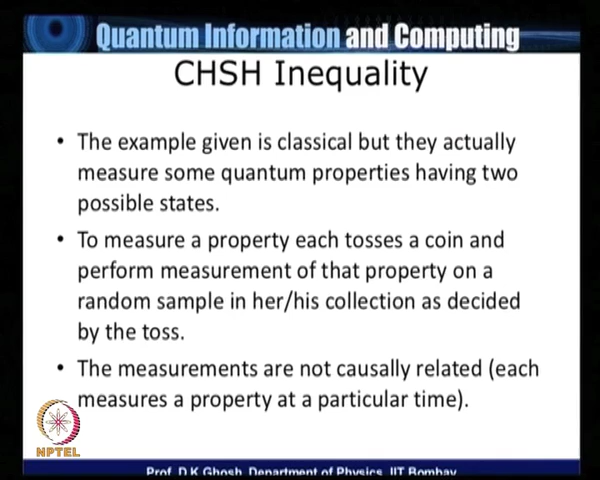 Quantum Information and Computing
CHSH Inequality
• The example given is classical but they actually
measure some quantum properties having two
possible states.
• To measure a property each tosses a coin and
perform measurement of that property on a
random sample in her/his collection as decided
by the toss.
• The measurements are not causally related (each
measures a property at a particular time).
NPTEL
Prof. D K Ghosh, Department of Physics, IIT Bombay